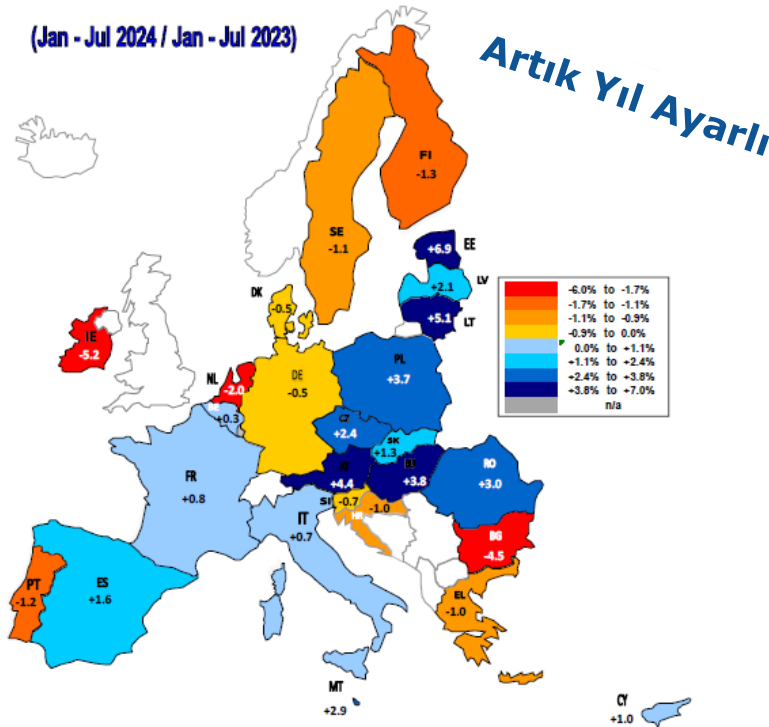 (Jan - Jul 2024 / Jan - Jul 2023)
Artık Yıl Ayarlı
FI
-1.3
SE
-1.1
EE
+6.9
LV
+2.1
LT
+5.1
DK
-0.5
IE
-5.2
NL
-2.0
BE
+0.3
DE
-0.5
PL
+3.7
CZ
+2.4
SK
+1.3
+4.4
+3.8
RO
+3.0
FR
+0.8
SI
-0.7
HR
-1.0
IT
+0.7
BG
-4.5
PT
-1.2
ES
+1.6
EL
-1.0
MT
+2.9
CY
+1.0
-6.0% to -1.7%
-1.7% to -1.1%
-1.1% to -0.9%
-0.9% to 0.0%
0.0% to +1.1%
+1.1% to +2.4%
+2.4% to +3.8%
+3.8% to +7.0%
n/a